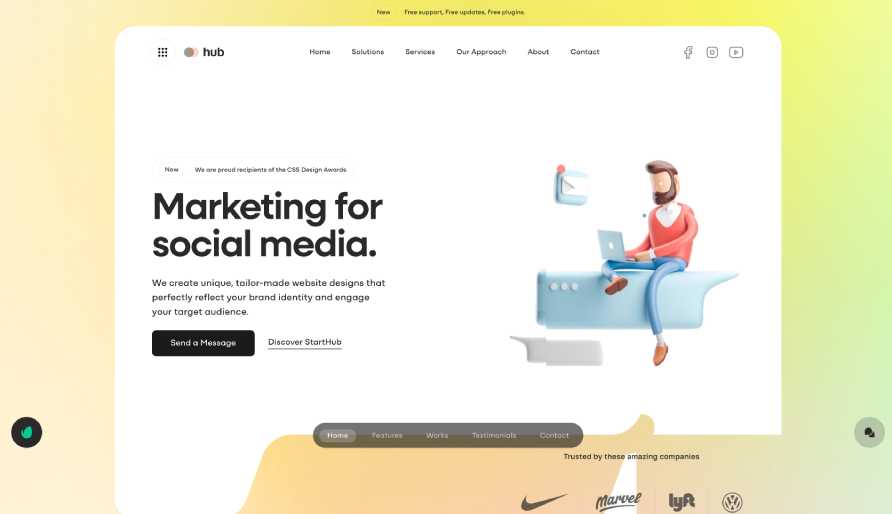 New Free support, Free updates, Free plugins.
hub Home Solutions Services Our Approach About Contact
New We are proud recipients of the CSS Design Awards
Marketing for
social media.
We create unique, tailor-made website designs that
perfectly reflect your brand identity and engage
your target audience.
Send a Message Discover StartHub
Home Features Works Testimonials Contact
Trusted by these amazing companies
Marvel lyft